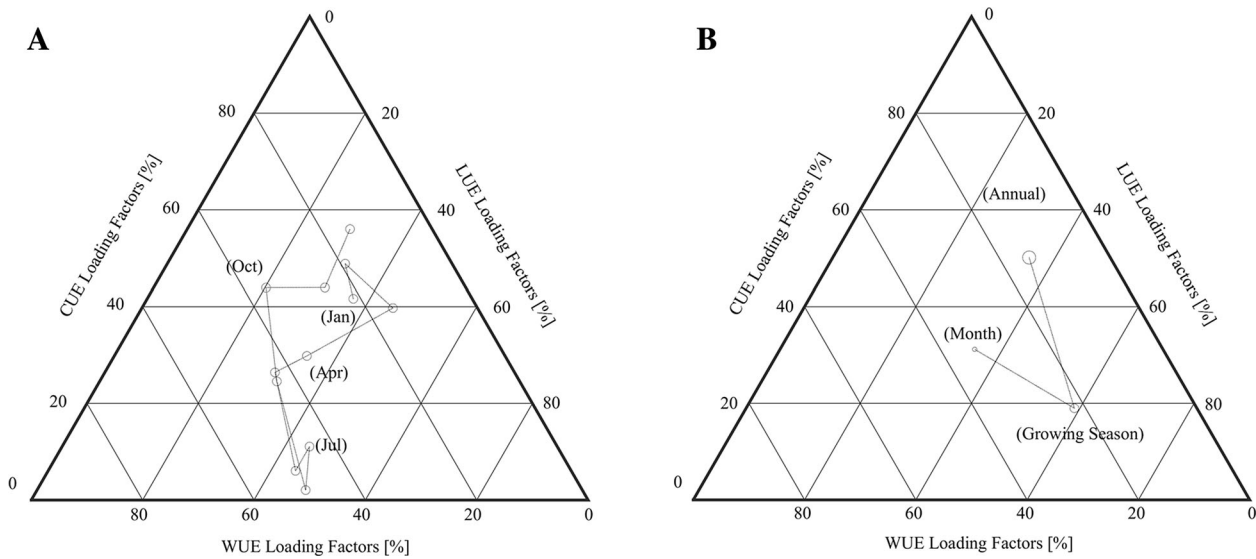 A
0
80
20
60
40
(Oct)
40
(Jan)
60
(Apr)
20
80
(Jul)
0
80
60
40
20
0
CUE Loading Factors [%]
LUE Loading Factors [%]
WUE Loading Factors [%]
B
0
80
20
(Annual)
60
40
40
60
(Month)
20
80
(Growing Season)
0
80
60
40
40
0
CUE Loading Factors [%]
LUE Loading Factors [%]
WUE Loading Factors [%]